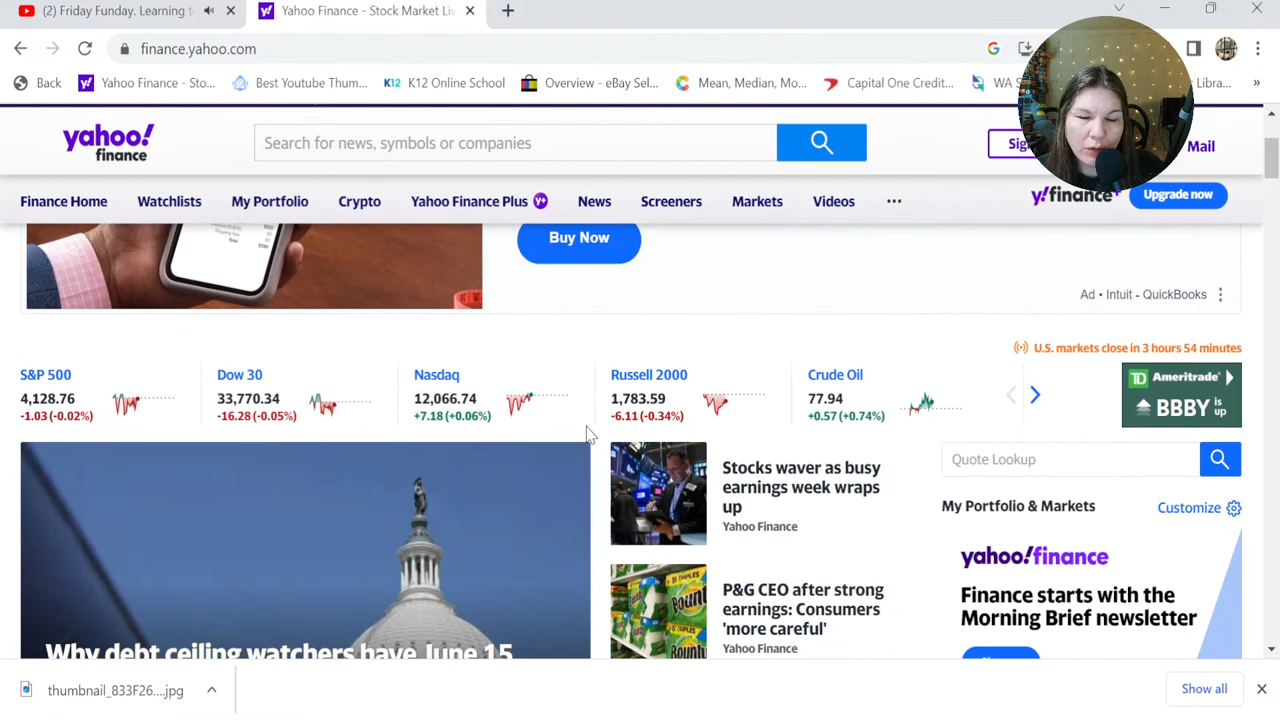 (2) Friday Funday. Learning t
Yahoo Finance - Stock Market Liv
finance.yahoo.com
Back
Yahoo Finance - Sto...
Best Youtube Thum...
K12 K12 Online School
Overview - eBay Sel...
Mean, Median, Mo...
Capital One Credit...
WA S
Libra...
»
yahoo!
finance
Search for news, symbols or companies
Sig
Mail
Finance Home
Watchlists
My Portfolio
Crypto
Yahoo Finance Plus
News
Screeners
Markets
Videos
y!finance+
Upgrade now
Buy Now
Ad • Intuit - QuickBooks
U.S. markets close in 3 hours 54 minutes
S&P 500
4,128.76
-1.03 (-0.02%)
Dow 30
33,770.34
-16.28 (-0.05%)
Nasdaq
12,066.74
+7.18 (+0.06%)
Russell 2000
1,783.59
-6.11 (-0.34%)
Crude Oil
77.94
+0.57 (+0.74%)
TD Ameritrade
BBBY is up
Why debt ceiling watchers have June 15
Stocks waver as busy
earnings week wraps
up
Yahoo Finance
P&G CEO after strong
earnings: Consumers
'more careful'
Yahoo Finance
Quote Lookup
My Portfolio & Markets
Customize
yahoo!finance
Finance starts with the
Morning Brief newsletter
thumbnail_833F26....jpg
Show all